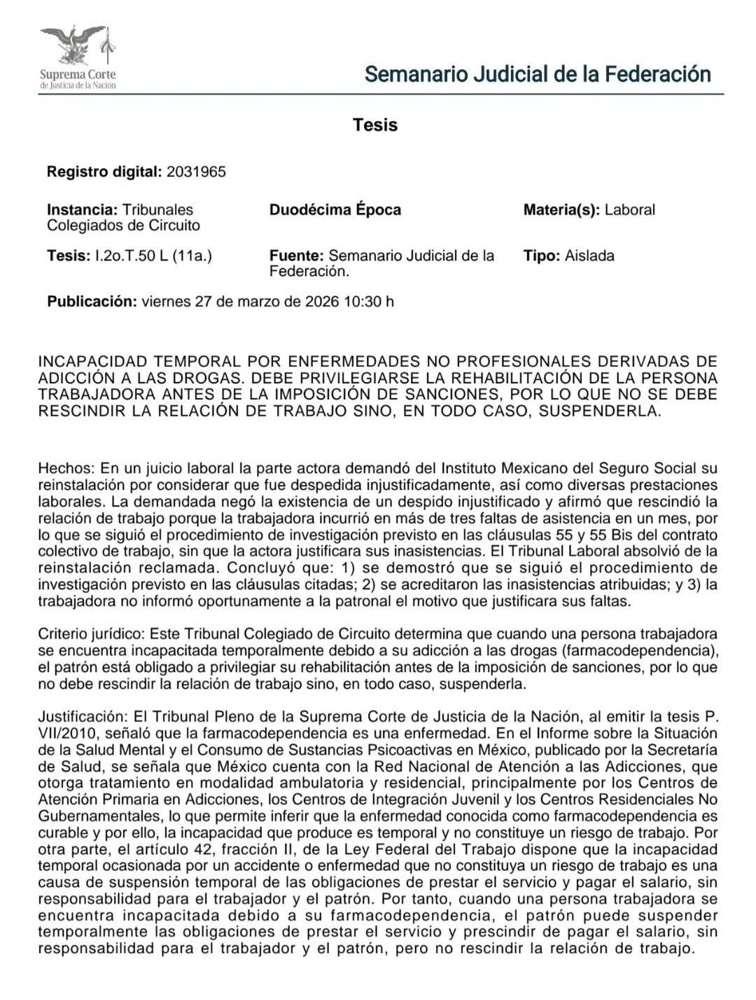 Suprema Corte
de Justicia de la Nación
Semanario Judicial de la Federación
Tesis
Registro digital: 2031965
Instancia: Tribunales Colegiados de Circuito
Duodécima Época
Materia(s): Laboral
Tesis: I.2o.T.50 L (11a.)
Fuente: Semanario Judicial de la Federación.
Tipo: Aislada
Publicación: viernes 27 de marzo de 2026 10:30 h
INCAPACIDAD TEMPORAL POR ENFERMEDADES NO PROFESIONALES DERIVADAS DE
ADICCIÓN A LAS DROGAS. DEBE PRIVILEGIARSE LA REHABILITACIÓN DE LA PERSONA
TRABAJADORA ANTES DE LA IMPOSICIÓN DE SANCIONES, POR LO QUE NO SE DEBE
RESCINDIR LA RELACIÓN DE TRABAJO SINO, EN TODO CASO, SUSPENDERLA.
Hechos: En un juicio laboral la parte actora demandó del Instituto Mexicano del Seguro Social su
reinstalación por considerar que fue despedida injustificadamente, así como diversas prestaciones
laborales. La demandada negó la existencia de un despido injustificado y afirmó que rescindió la
relación de trabajo porque la trabajadora incurrió en más de tres faltas de asistencia en un mes, por
lo que se siguió el procedimiento de investigación previsto en las cláusulas 55 y 55 Bis del contrato
colectivo de trabajo, sin que la actora justificara sus inasistencias. El Tribunal Laboral absolvió de la
reinstalación reclamada. Concluyó que: 1) se demostró que se siguió el procedimiento de
investigación previsto en las cláusulas citadas; 2) se acreditaron las inasistencias atribuidas; y 3) la
trabajadora no informó oportunamente a la patronal el motivo que justificara sus faltas.
Criterio jurídico: Este Tribunal Colegiado de Circuito determina que cuando una persona trabajadora
se encuentra incapacitada temporalmente debido a su adicción a las drogas (farmacodependencia),
el patrón está obligado a privilegiar su rehabilitación antes de la imposición de sanciones, por lo que
no debe rescindir la relación de trabajo sino, en todo caso, suspenderla.
Justificación: El Tribunal Pleno de la Suprema Corte de Justicia de la Nación, al emitir la tesis P.
VII/2010, señaló que la farmacodependencia es una enfermedad. En el Informe sobre la Situación
de la Salud Mental y el Consumo de Sustancias Psicoactivas en México, publicado por la Secretaría
de Salud, se señala que México cuenta con la Red Nacional de Atención a las Adicciones, que
otorga tratamiento en modalidad ambulatoria y residencial, principalmente por los Centros de
Atención Primaria en Adicciones, los Centros de Integración Juvenil y los Centros Residenciales No
Gubernamentales, lo que permite inferir que la enfermedad conocida como farmacodependencia es
curable y por ello, la incapacidad que produce es temporal y no constituye un riesgo de trabajo. Por
otra parte, el artículo 42, fracción II, de la Ley Federal del Trabajo dispone que la incapacidad
temporal ocasionada por un accidente o enfermedad que no constituya un riesgo de trabajo es una
causa de suspensión temporal de las obligaciones de prestar el servicio y pagar el salario, sin
responsabilidad para el trabajador y el patrón. Por tanto, cuando una persona trabajadora se
encuentra incapacitada debido a su farmacodependencia, el patrón puede suspender
temporalmente las obligaciones de prestar el servicio y prescindir de pagar el salario, sin
responsabilidad para el trabajador y el patrón, pero no rescindir la relación de trabajo.